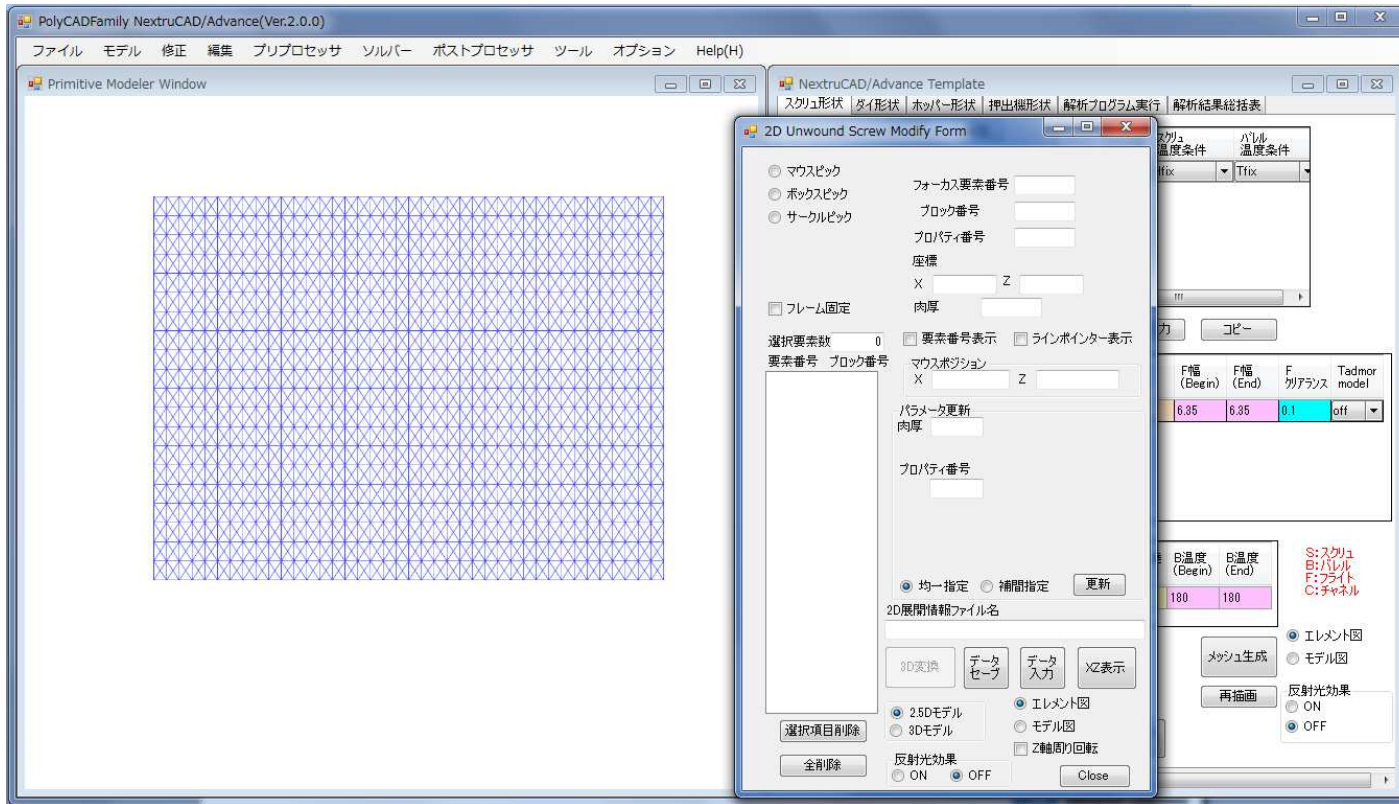 PolyCADFamily NextruCAD/Advance(Ver.2.0.0)
ファイル モデル 修正 編集 プリプロセッサ ソルバー ポストプロセッサ ツール オプション Help(H)
Primitive Modeler Window
NextruCAD/Advance Template
スクリュ形状 ダイ形状 ホッパー形状 押出機形状 解析プログラム実行 解析結果総括表
2D Unwound Screw Modify Form
マウスピック
ボックスピック
サークルピック
フォーカス要素番号
ブロック番号
プロパティ番号
座標
X Z
フレーム固定
肉厚
選択要素数 0
要素番号表示 ラインポインター表示
要素番号 ブロック番号
マウスポジション
X Z
パラメータ更新
肉厚
プロパティ番号
均一指定 補間指定 更新
2D展開情報ファイル名
3D変換 データセーブ データ入力 XZ表示
2.5Dモデル
3Dモデル
エレメント図
モデル図
Z軸周り回転
選択項目削除
全削除
反射光効果
ON OFF
Close
スクリュ温度条件 バレル温度条件
Tfix
コピー
F幅(Begin) F幅(End) Fクリアランス Tadmor model
6.35 6.35 0.1 off
B温度(Begin) B温度(End)
180 180
S:スクリュ
B:バレル
F:フライト
C:チャネル
メッシュ生成
再描画
エレメント図
モデル図
反射光効果
ON
OFF